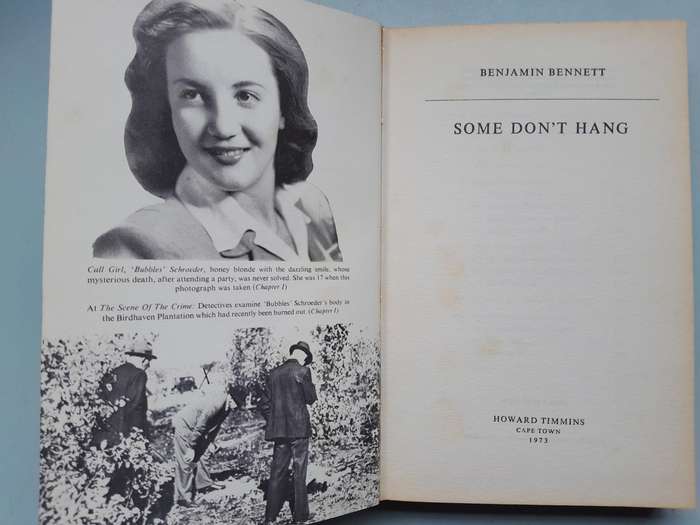 Call Girl, 'Bubbles' Schroeder, honey blonde with the dazzling smile, whose
mysterious death, after attending a party, was never solved. She was 17 when this
photograph was taken (Chapter I)
At The Scene Of The Crime: Detectives examine 'Bubbles' Schroeder's body in
the Birdhaven Plantation which had recently been burned out. (Chapter I)
BENJAMIN BENNETT
SOME DON'T HANG
HOWARD TIMMINS
CAPE TOWN
1973